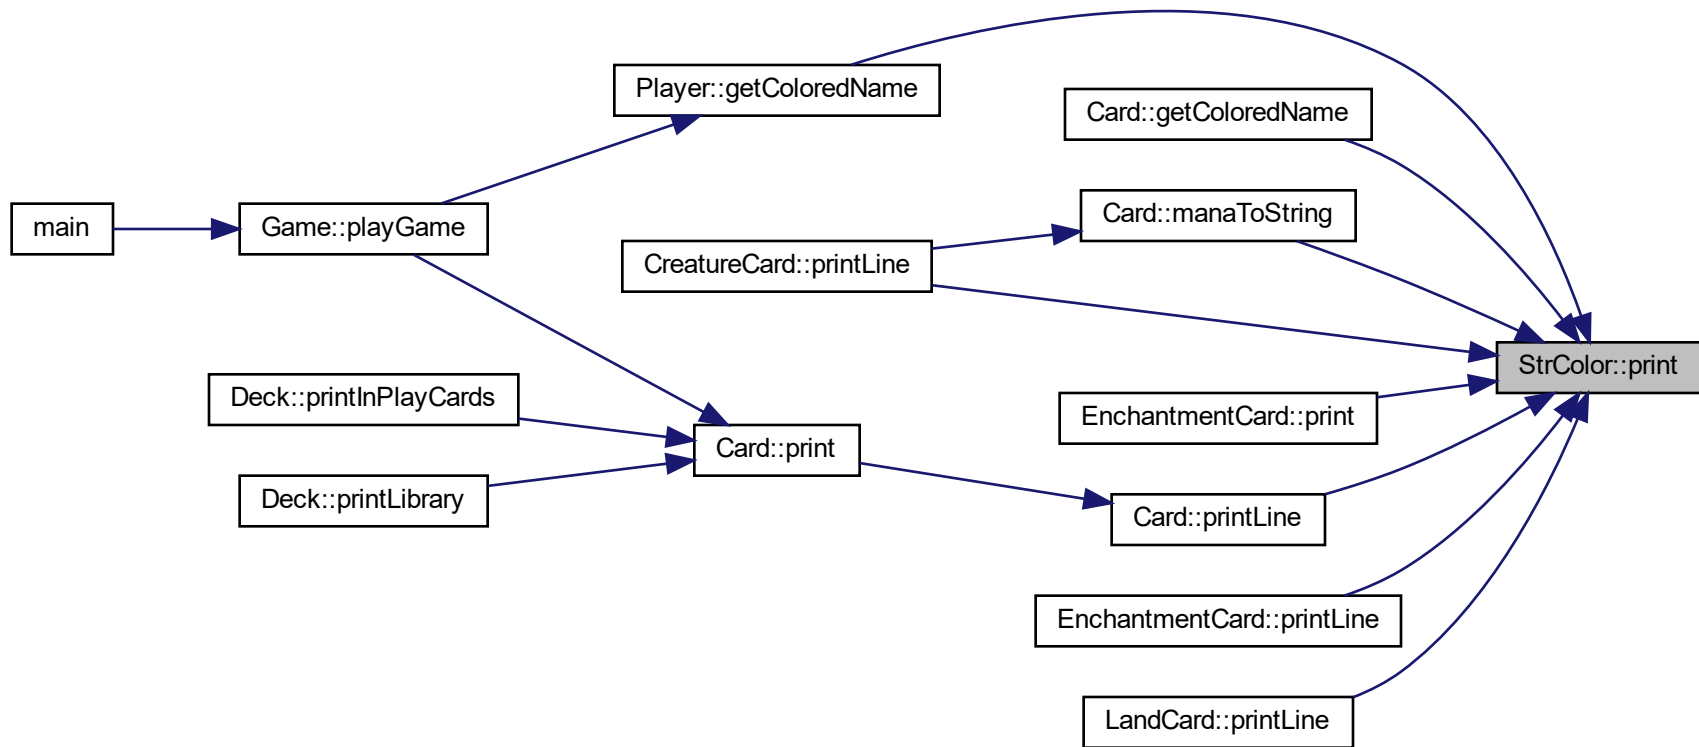 Player::getColoredName
Card::getColoredName
main
Game::playGame
Card::manaToString
CreatureCard::printLine
StrColor::print
Deck::printInPlayCards
EnchantmentCard::print
Card::print
Deck::printLibrary
Card::printLine
EnchantmentCard::printLine
LandCard::printLine